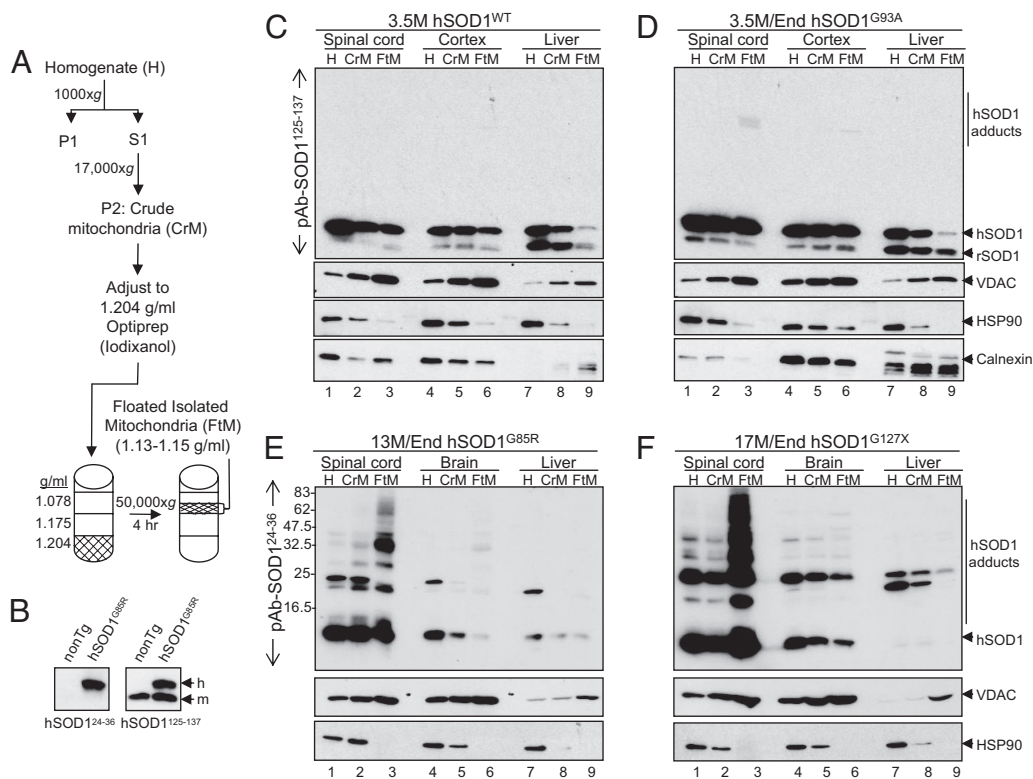 A
Homogenate (H)
1000xg
P1 S1
17,000xg
P2: Crude
mitochondria (CrM)
Adjust to
1.204 g/ml
Optiprep
(Iodixanol)
Floated Isolated
Mitochondria (FtM)
(1.13-1.15 g/ml)
g/ml
1.078
1.175
1.204
50,000xg
4 hr
B
nonTg hSOD1G85R nonTg hSOD1G85R
h
m
hSOD124-36 hSOD1125-137
C
3.5M hSOD1WT
Spinal cord Cortex Liver
H CrM FtM H CrM FtM H CrM FtM
pAb-SOD1125-137
1 2 3 4 5 6 7 8 9
D
3.5M/End hSOD1G93A
Spinal cord Cortex Liver
H CrM FtM H CrM FtM H CrM FtM
hSOD1
adducts
hSOD1
rSOD1
VDAC
HSP90
Calnexin
1 2 3 4 5 6 7 8 9
E
13M/End hSOD1G85R
Spinal cord Brain Liver
H CrM FtM H CrM FtM H CrM FtM
pAb-SOD124-36
83
62
47.5
32.5
25
16.5
1 2 3 4 5 6 7 8 9
F
17M/End hSOD1G127X
Spinal cord Brain Liver
H CrM FtM H CrM FtM H CrM FtM
hSOD1
adducts
hSOD1
VDAC
HSP90
1 2 3 4 5 6 7 8 9